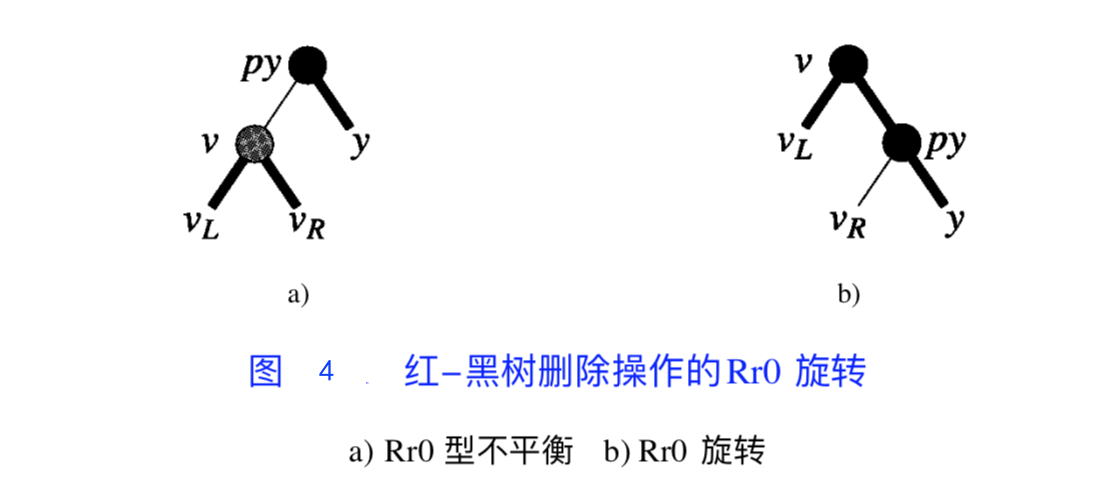 py v
v y v_L py
v_L v_R v_R y
a) b)
图 4 . 红–黑树删除操作的Rr0 旋转
a) Rr0 型不平衡 b) Rr0 旋转